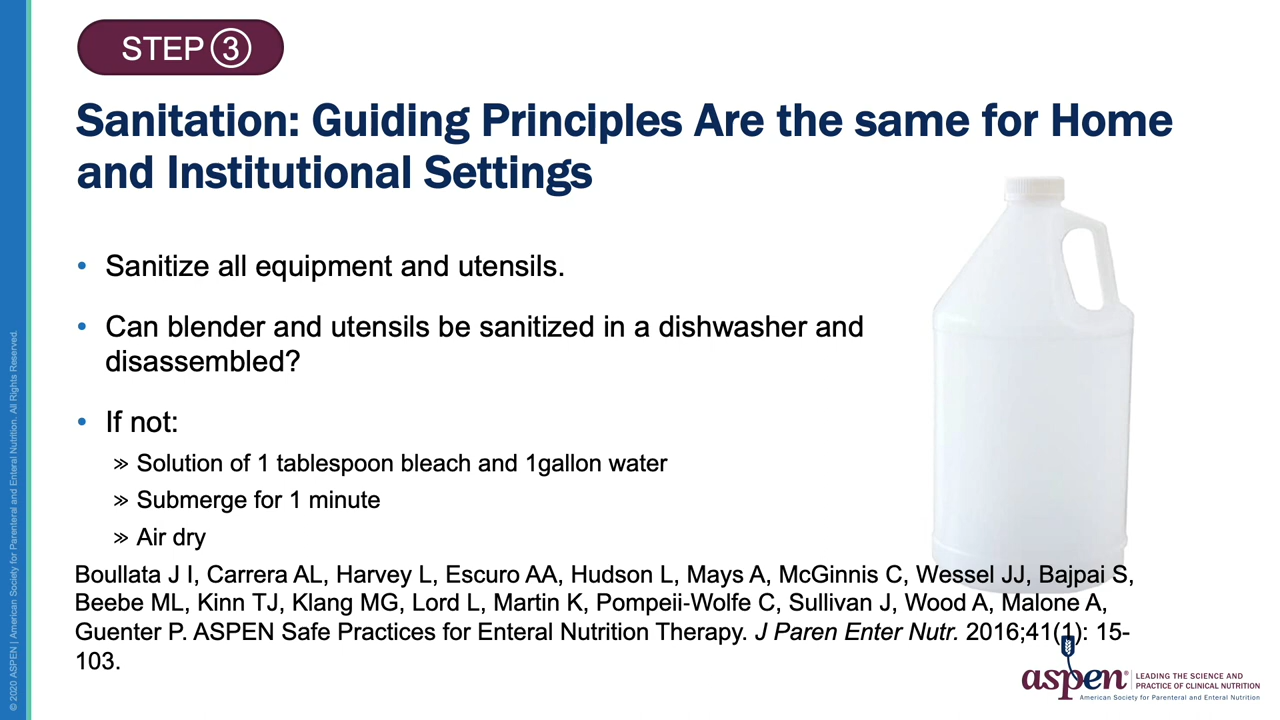 STEP ③
Sanitation: Guiding Principles Are the same for Home
and Institutional Settings
• Sanitize all equipment and utensils.
• Can blender and utensils be sanitized in a dishwasher and
disassembled?
• If not:
» Solution of 1 tablespoon bleach and 1gallon water
» Submerge for 1 minute
» Air dry
Boullata J I, Carrera AL, Harvey L, Escuro AA, Hudson L, Mays A, McGinnis C, Wessel JJ, Bajpai S,
Beebe ML, Kinn TJ, Klang MG, Lord L, Martin K, Pompeii-Wolfe C, Sullivan J, Wood A, Malone A,
Guenter P. ASPEN Safe Practices for Enteral Nutrition Therapy. J Paren Enter Nutr. 2016;41(1): 15-
103.
aspen®
LEADING THE SCIENCE AND
PRACTICE OF CLINICAL NUTRITION
American Society for Parenteral and Enteral Nutrition
© 2020 ASPEN | American Society for Parenteral and Enteral Nutrition. All Rights Reserved.